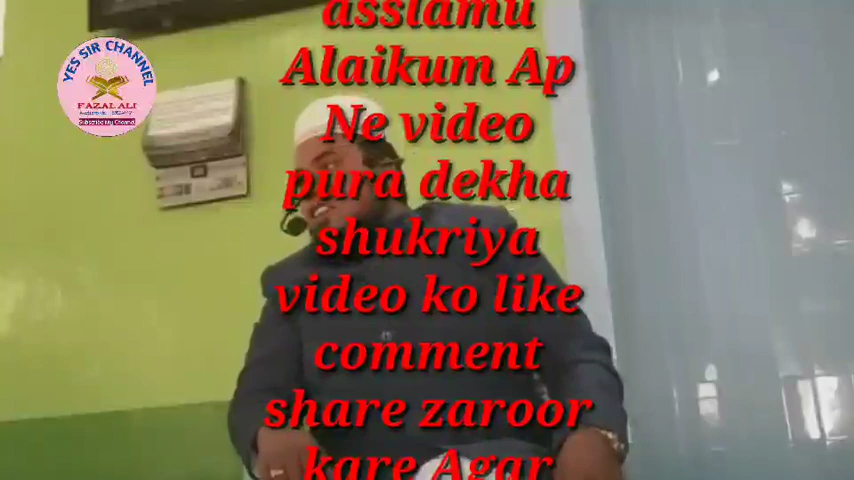 asslamu
Alaikum Ap
Ne video
pura dekha
shukriya
video ko like
comment
share zaroor
kare Agar
YES SIR CHANNEL
FAZAL ALI